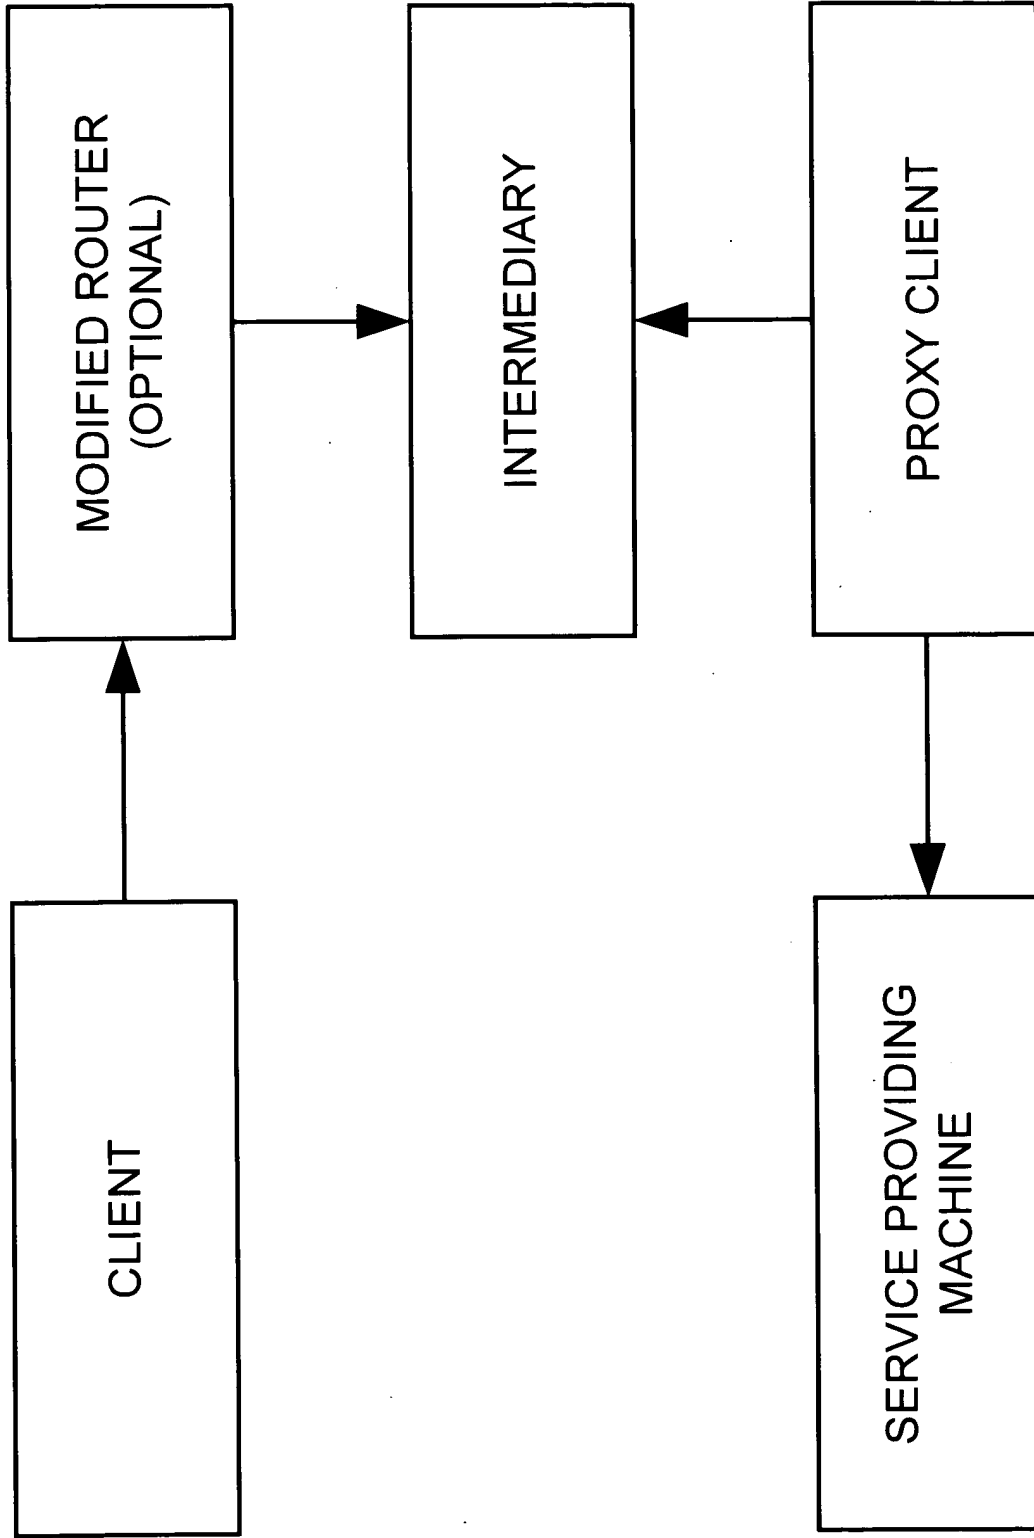 CLIENT
MODIFIED ROUTER
(OPTIONAL)
INTERMEDIARY
SERVICE PROVIDING
MACHINE
PROXY CLIENT